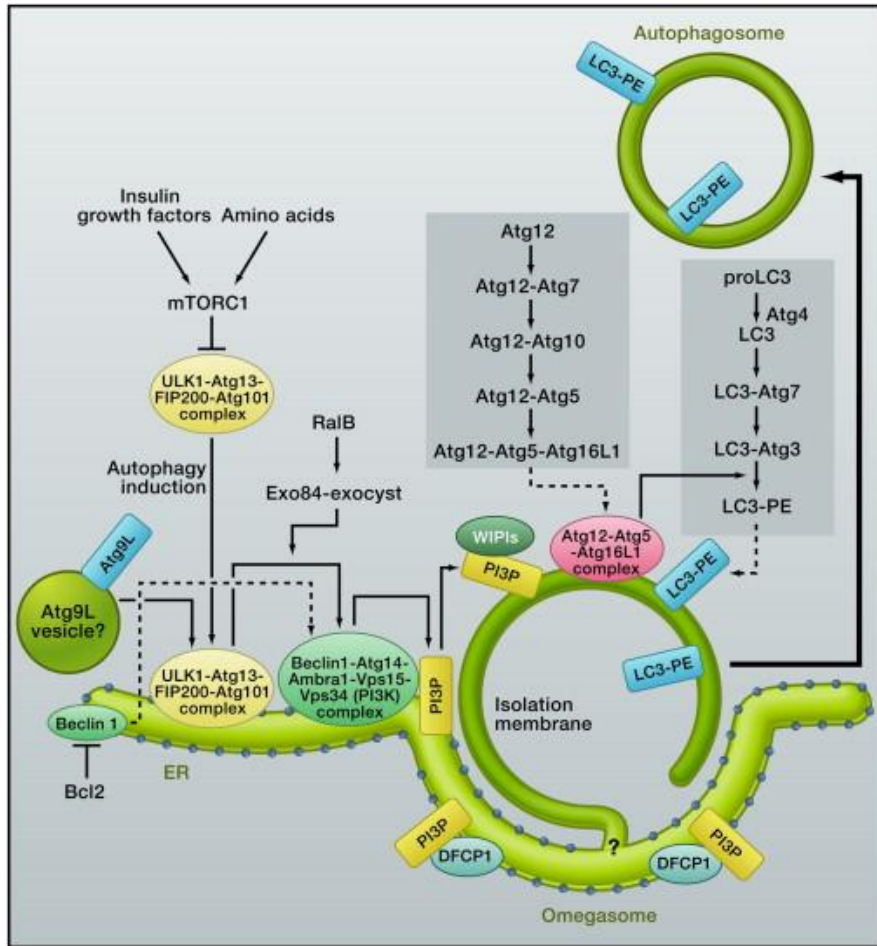 Autophagosome
LC3-PE
LC3-PE
Insulin
growth factors
Amino acids
mTORC1
ULK1-Atg13-
FIP200-Atg101
complex
Autophagy
induction
RalB
Exo84-exocyst
Atg12
Atg12-Atg7
Atg12-Atg10
Atg12-Atg5
Atg12-Atg5-Atg16L1
proLC3
Atg4
LC3
LC3-Atg7
LC3-Atg3
LC3-PE
Atg9L
Atg9L
vesicle?
ULK1-Atg13-
FIP200-Atg101
complex
Beclin1-Atg14-
Ambra1-Vps15-
Vps34 (PI3K)
complex
PI3P
WIPIs
PI3P
Atg12-Atg5
-Atg16L1
complex
LC3-PE
LC3-PE
Isolation
membrane
Beclin 1
ER
Bcl2
PI3P
DFCP1
?
PI3P
DFCP1
Omegasome